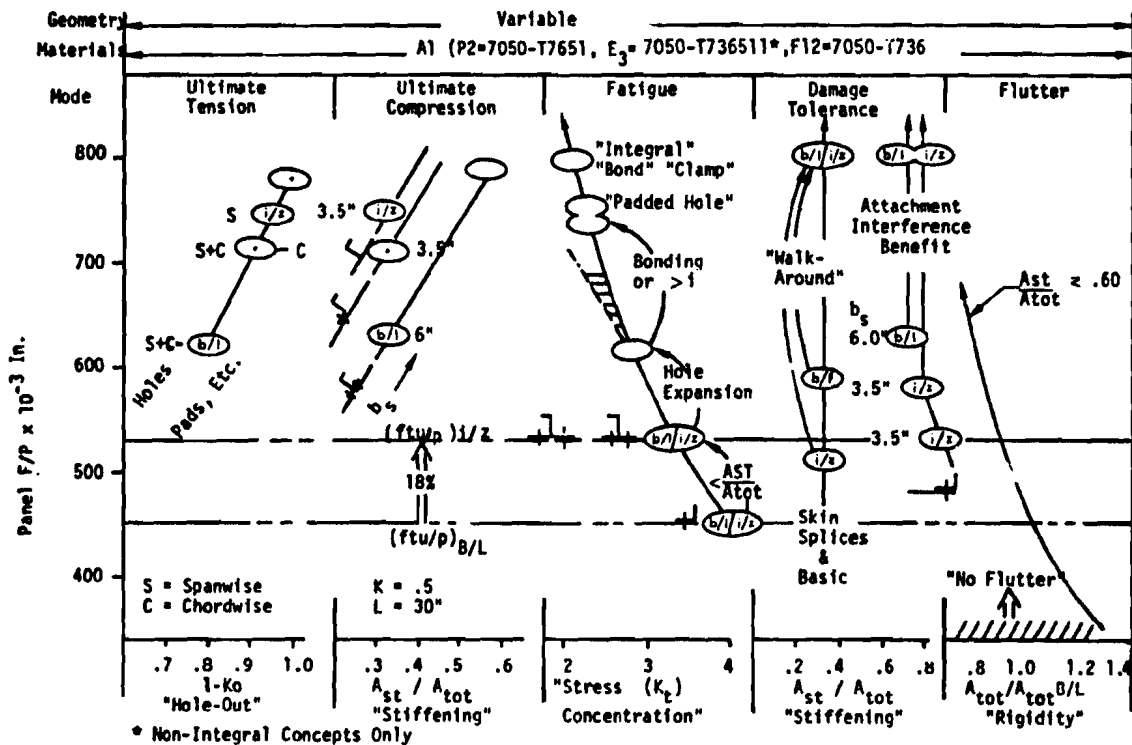 Geometry
Variable
Materials
Al (P2=7050-T7651, E3= 7050-T736511*,F12=7050-T736
Mode
Ultimate
Tension
Ultimate
Compression
Fatigue
Damage
Tolerance
Flutter
Panel F/P x 10-3 In.
800
700
600
500
400
S
i/z
S+C
C
S+C-
b/l
Holes
Pads, Etc.
S = Spanwise
C = Chordwise
3.5"
i/z
3.5"
6"
bs
(ftu/p)i/z
18%
(ftu/p)B/L
K = .5
L = 30"
"Integral"
"Bond" "Clamp"
"Padded Hole"
Bonding
or >i
Hole
Expansion
b/l i/z
< AST
Atot
b/l i/z
b/l i/z
"Walk-
Around"
b/l
i/z
Skin
Splices
&
Basic
b/l i/z
Attachment
Interference
Benefit
bs
6.0"
b/l
3.5"
i/z
3.5"
i/z
Ast
Atot
≥ .60
"No Flutter"
.7 .8 .9 1.0
1-Ko
"Hole-Out"
.3 .4 .5 .6
Ast / Atot
"Stiffening"
2 3 4
"Stress (Kt)
Concentration"
.2 .4 .6 .8
Ast / Atot
"Stiffening"
.8 1.0 1.2 1.4
Atot/Atot B/L
"Rigidity"
* Non-Integral Concepts Only